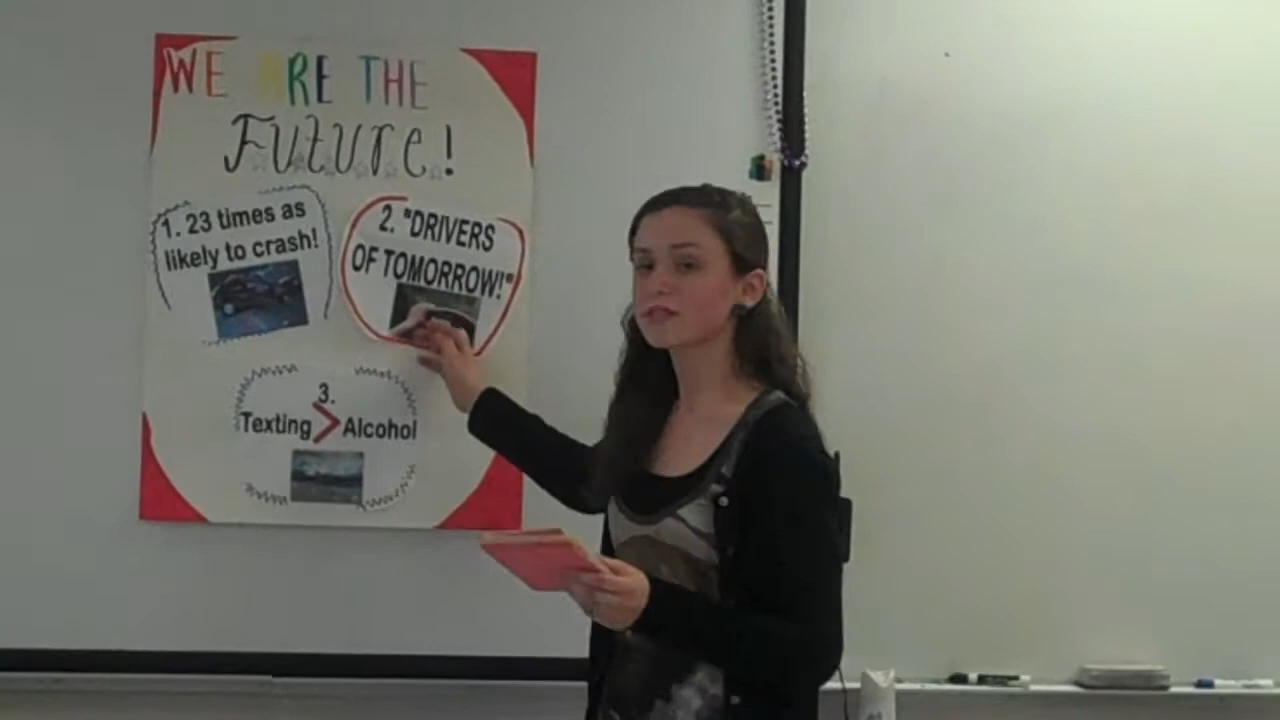 WE ARE THE
Future!
1. 23 times as
likely to crash!
2. "DRIVERS
OF TOMORROW!"
3.
Texting > Alcohol